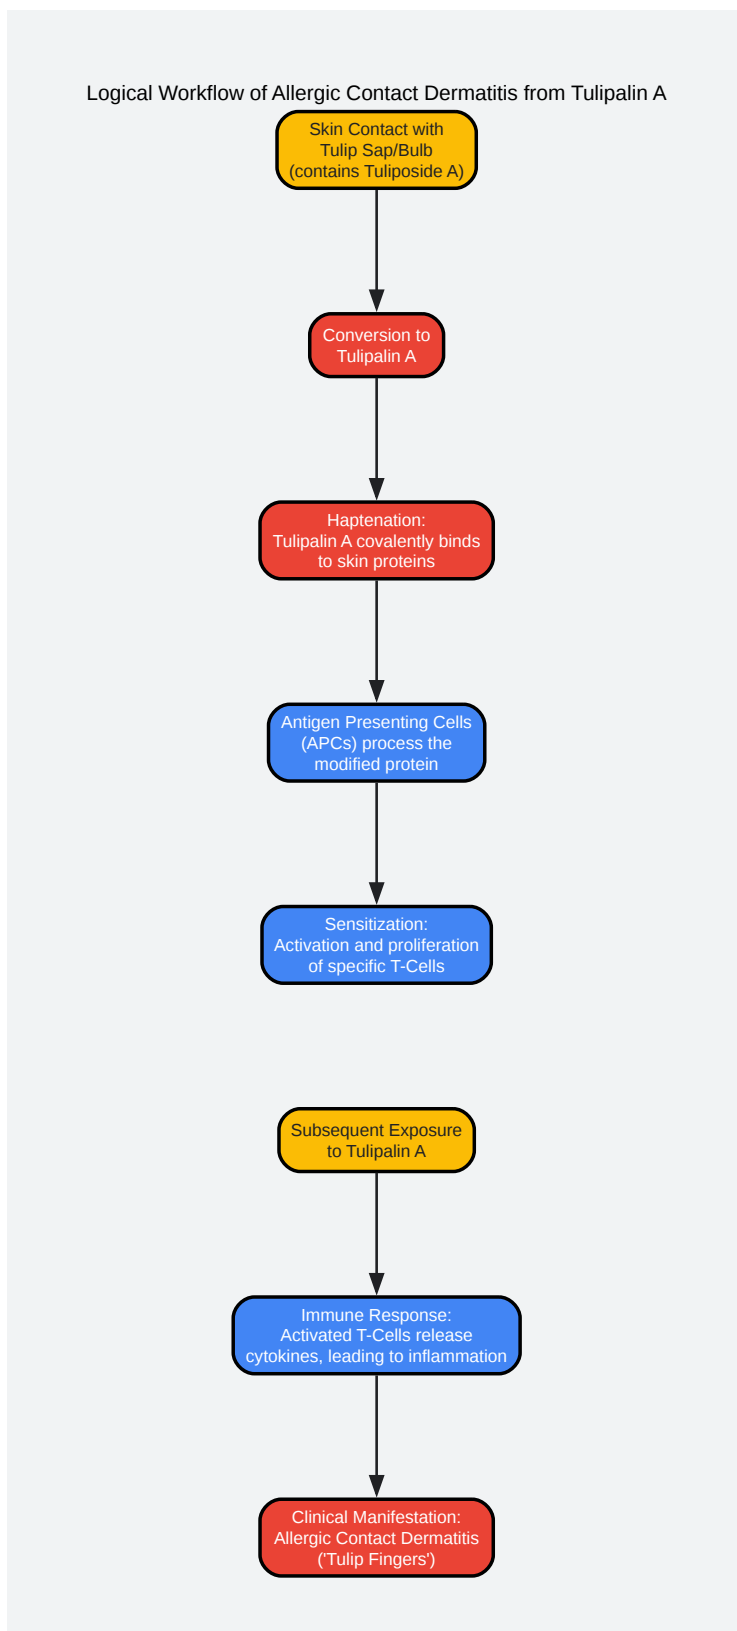 Logical Workflow of Allergic Contact Dermatitis from Tulipalin A
Skin Contact with
Tulip Sap/Bulb
(contains Tuliposide A)
Conversion to
Tulipalin A
Haptenation:
Tulipalin A covalently binds
to skin proteins
Antigen Presenting Cells
(APCs) process the
modified protein
Sensitization:
Activation and proliferation
of specific T-Cells
Subsequent Exposure
to Tulipalin A
Immune Response:
Activated T-Cells release
cytokines, leading to inflammation
Clinical Manifestation:
Allergic Contact Dermatitis
('Tulip Fingers')